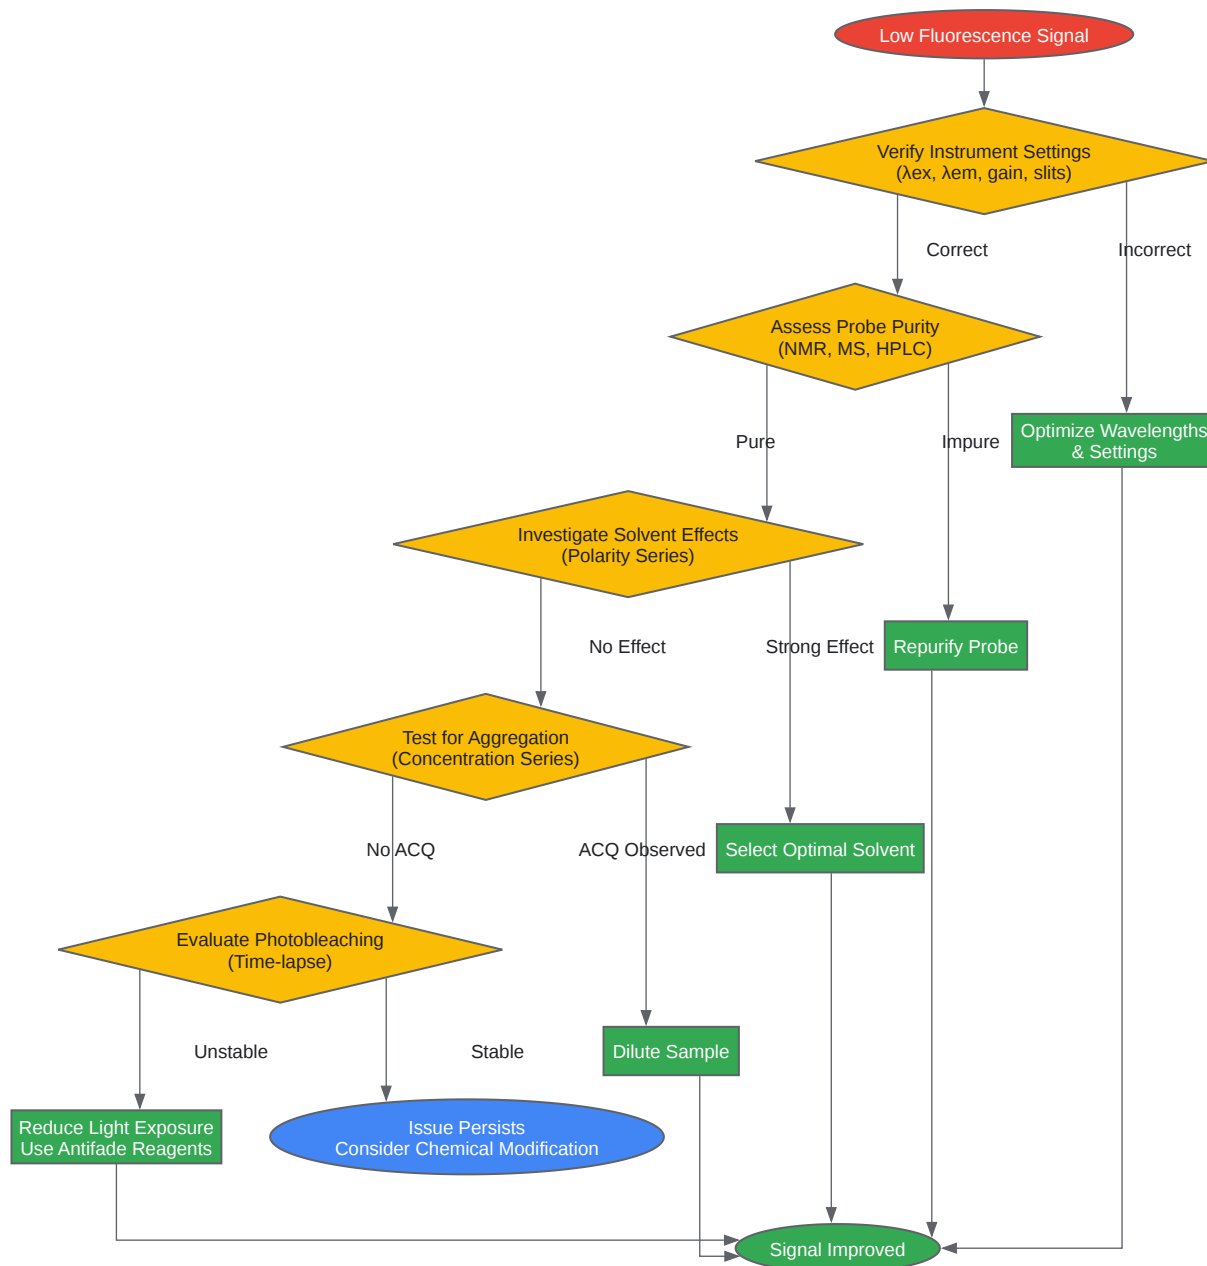 Low Fluorescence Signal
Verify Instrument Settings
(λex, λem, gain, slits)
Correct
Incorrect
Assess Probe Purity
(NMR, MS, HPLC)
Optimize Wavelengths
& Settings
Pure
Impure
Investigate Solvent Effects
(Polarity Series)
No Effect
Strong Effect
Repurify Probe
Test for Aggregation
(Concentration Series)
No ACQ
ACQ Observed
Select Optimal Solvent
Evaluate Photobleaching
(Time-lapse)
Unstable
Stable
Dilute Sample
Reduce Light Exposure
Use Antifade Reagents
Issue Persists
Consider Chemical Modification
Signal Improved